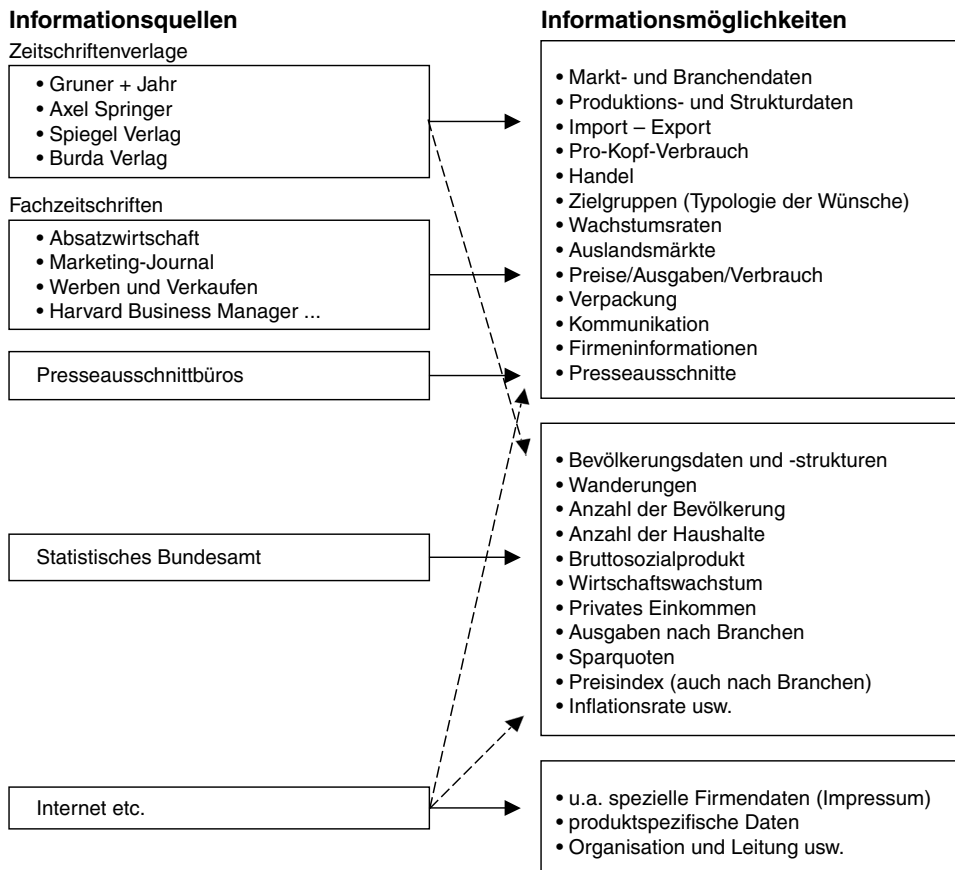 Informationsquellen
Zeitschriftenverlage
• Gruner + Jahr
• Axel Springer
• Spiegel Verlag
• Burda Verlag
Fachzeitschriften
• Absatzwirtschaft
• Marketing-Journal
• Werben und Verkaufen
• Harvard Business Manager ...
Presseausschnittbüros
Statistisches Bundesamt
Internet etc.
Informationsmöglichkeiten
• Markt- und Branchendaten
• Produktions- und Strukturdaten
• Import – Export
• Pro-Kopf-Verbrauch
• Handel
• Zielgruppen (Typologie der Wünsche)
• Wachstumsraten
• Auslandsmärkte
• Preise/Ausgaben/Verbrauch
• Verpackung
• Kommunikation
• Firmeninformationen
• Presseausschnitte
• Bevölkerungsdaten und -strukturen
• Wanderungen
• Anzahl der Bevölkerung
• Anzahl der Haushalte
• Bruttosozialprodukt
• Wirtschaftswachstum
• Privates Einkommen
• Ausgaben nach Branchen
• Sparquoten
• Preisindex (auch nach Branchen)
• Inflationsrate usw.
• u.a. spezielle Firmendaten (Impressum)
• produktspezifische Daten
• Organisation und Leitung usw.